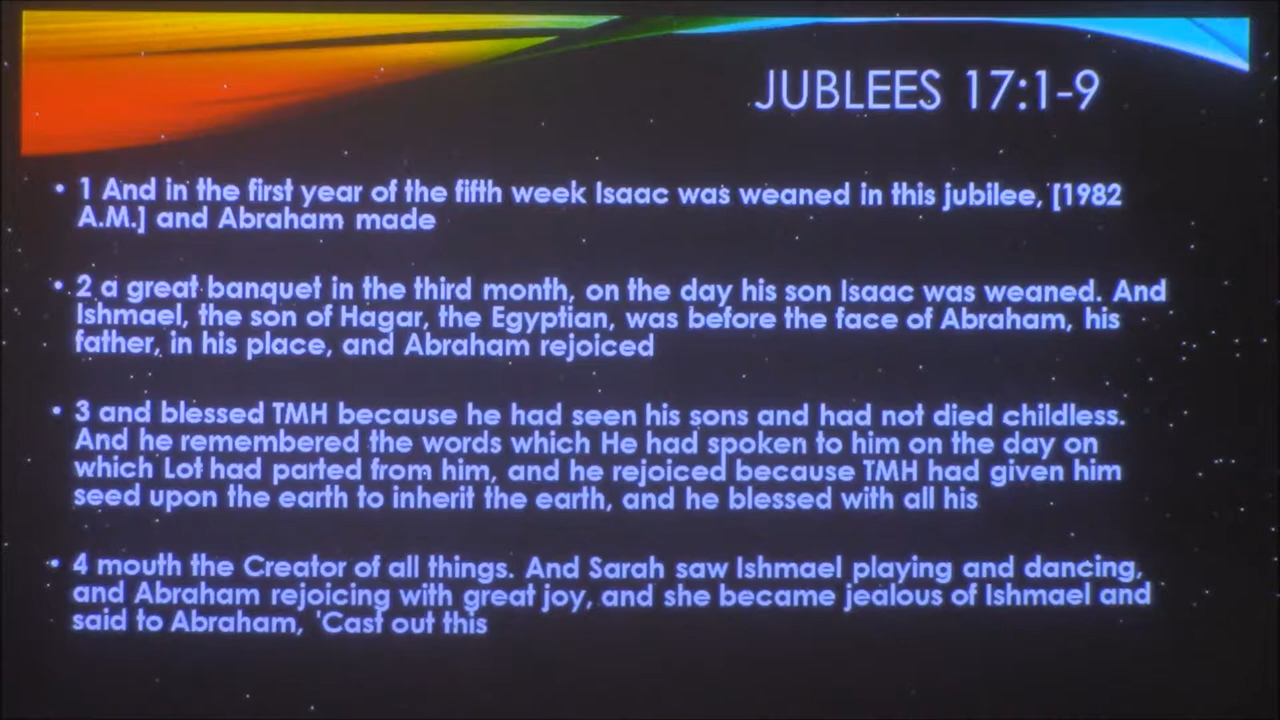 JUBLEES 17:1-9
• 1 And in the first year of the fifth week Isaac was weaned in this jubilee, [1982
A.M.] and Abraham made
• 2 a great banquet in the third month, on the day his son Isaac was weaned. And
Ishmael, the son of Hagar, the Egyptian, was before the face of Abraham, his
father, in his place, and Abraham rejoiced
• 3 and blessed TMH because he had seen his sons and had not died childless.
And he remembered the words which He had spoken to him on the day on
which Lot had parted from him, and he rejoiced because TMH had given him
seed upon the earth to inherit the earth, and he blessed with all his
• 4 mouth the Creator of all things. And Sarah saw Ishmael playing and dancing,
and Abraham rejoicing with great joy, and she became jealous of Ishmael and
said to Abraham, 'Cast out this